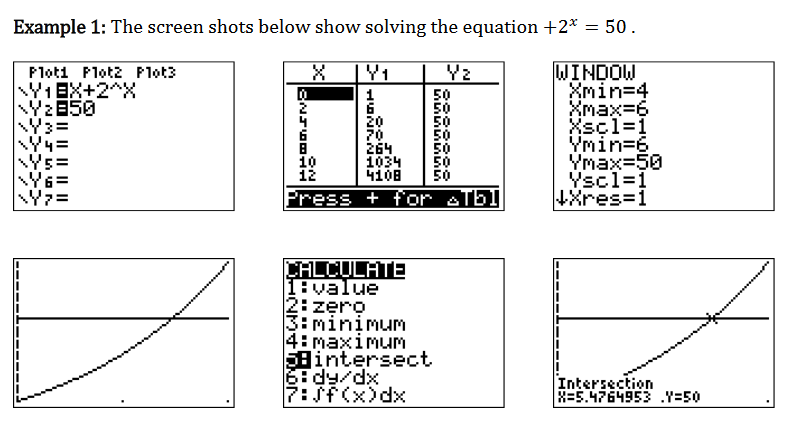 Example 1: The screen shots below show solving the equation +2ˣ = 50 .
Plot1 Plot2 Plot3
\Y₁=X+2^X
\Y₂=50
\Y₃=
\Y₄=
\Y₅=
\Y₆=
\Y₇=
X Y₁ Y₂
0 1 50
2 6 50
4 20 50
6 70 50
8 264 50
10 1034 50
12 4108 50
Press + for △Tbl
WINDOW
Xmin=4
Xmax=6
Xscl=1
Ymin=6
Ymax=50
Yscl=1
↓Xres=1
CALCULATE
1:value
2:zero
3:minimum
4:maximum
5:intersect
6:dy/dx
7:∫f(x)dx
Intersection
X=5.4764953 .Y=50